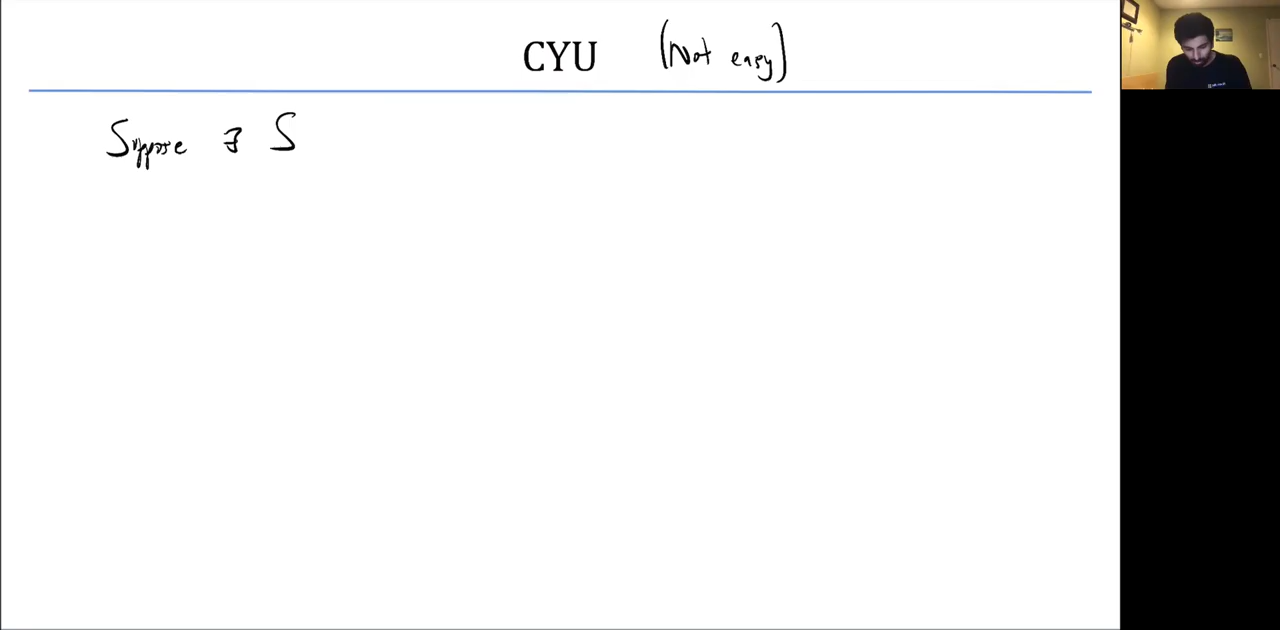 CYU (Not easy)
Suppose ∃ S